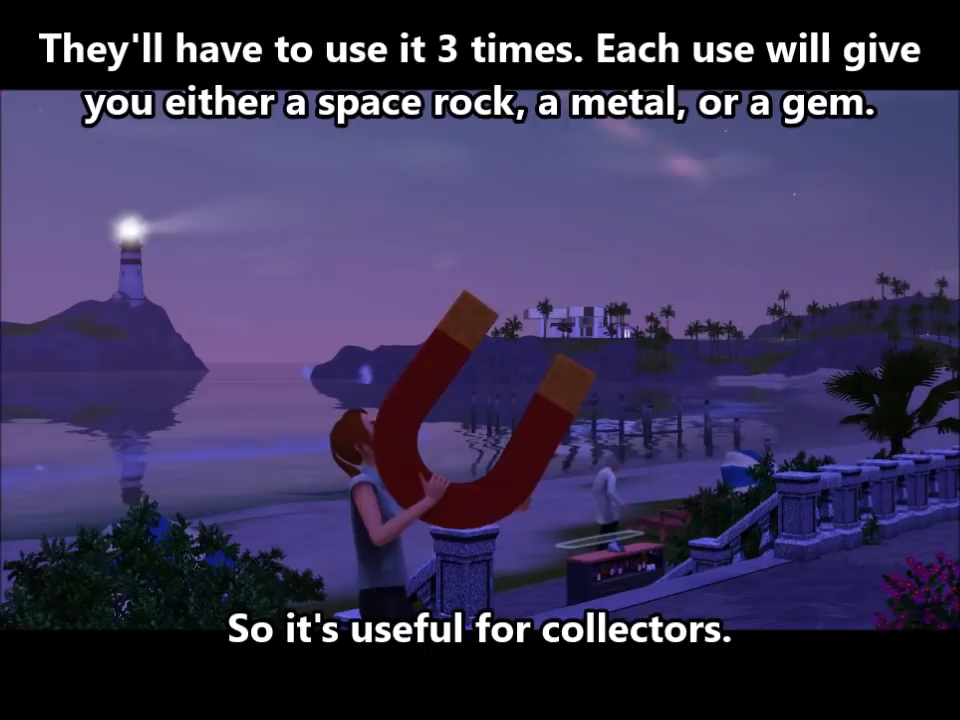 They'll have to use it 3 times. Each use will give
you either a space rock, a metal, or a gem.
So it's useful for collectors.